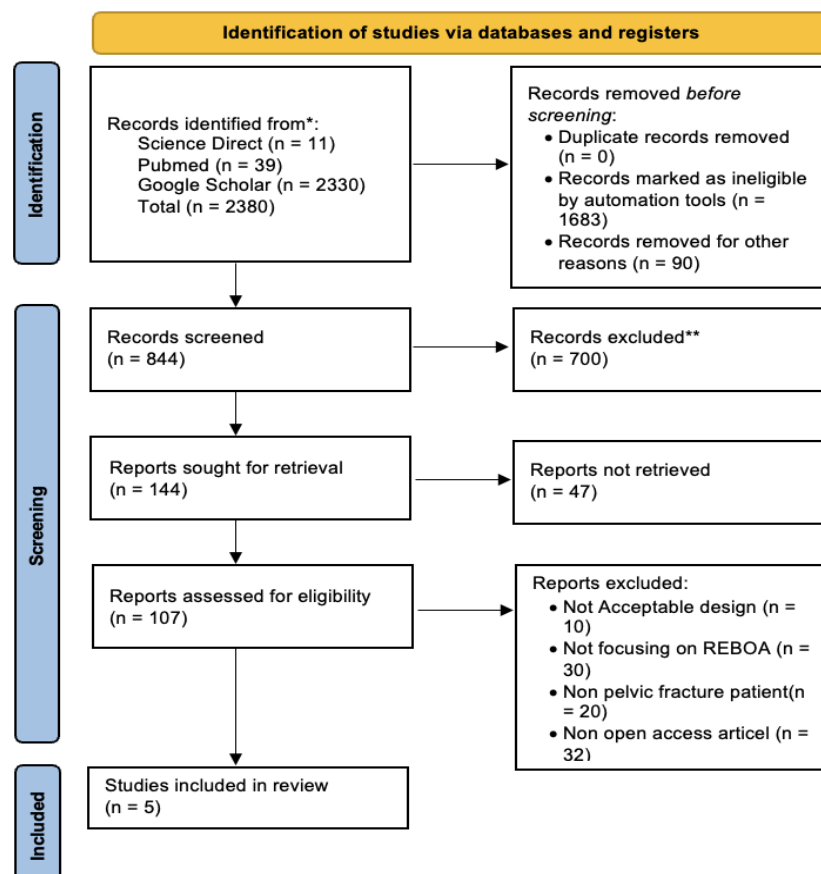 Identification of studies via databases and registers
Identification
Records identified from*:
Science Direct (n = 11)
Pubmed (n = 39)
Google Scholar (n = 2330)
Total (n = 2380)
Records removed before
screening:
• Duplicate records removed
(n = 0)
• Records marked as ineligible
by automation tools (n =
1683)
• Records removed for other
reasons (n = 90)
Screening
Records screened
(n = 844)
Records excluded**
(n = 700)
Reports sought for retrieval
(n = 144)
Reports not retrieved
(n = 47)
Reports assessed for eligibility
(n = 107)
Reports excluded:
• Not Acceptable design (n =
10)
• Not focusing on REBOA (n =
30)
• Non pelvic fracture patient(n
= 20)
• Non open access articel (n =
32)
Included
Studies included in review
(n = 5)